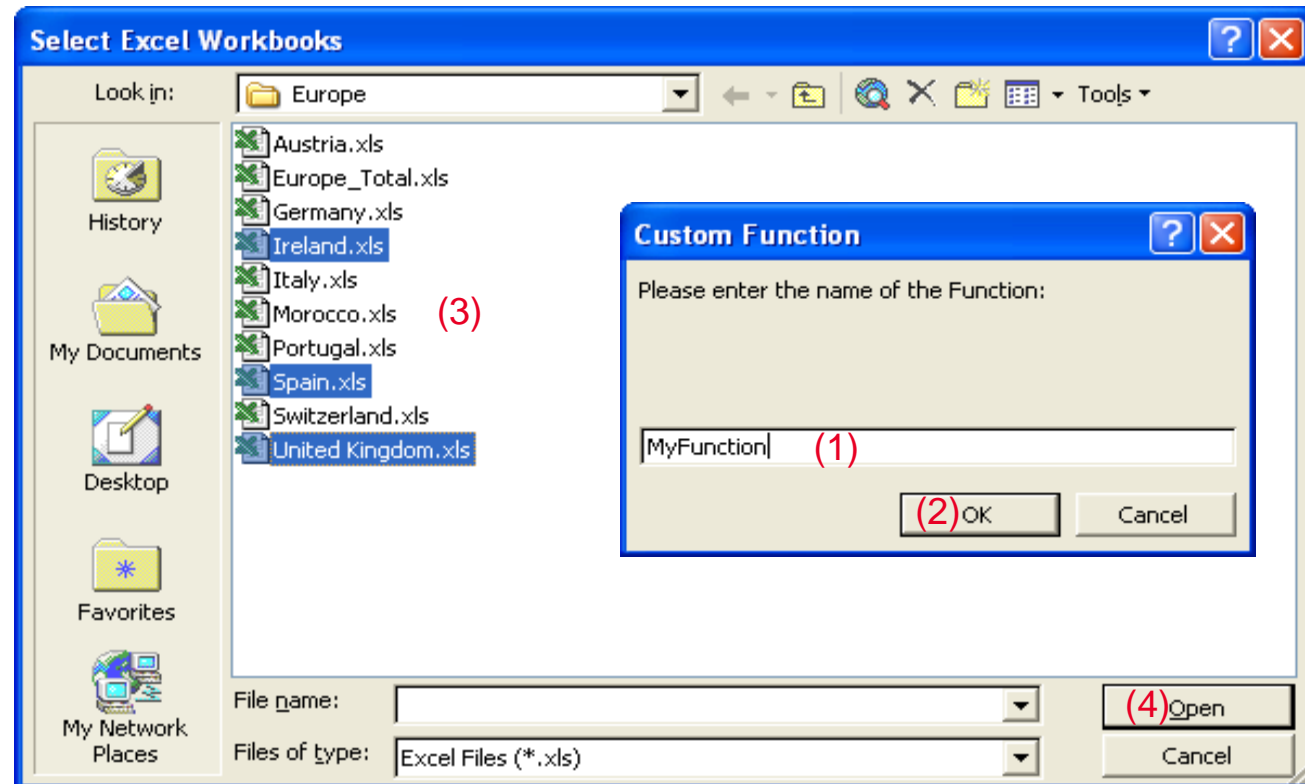 Select Excel Workbooks
Look in:
Europe
Tools
History
My Documents
Desktop
Favorites
My Network
Places
Austria.xls
Europe_Total.xls
Germany.xls
Ireland.xls
Italy.xls
Morocco.xls
(3)
Portugal.xls
Spain.xls
Switzerland.xls
United Kingdom.xls
Custom Function
Please enter the name of the Function:
MyFunction (1)
(2) OK
Cancel
File name:
(4) Open
Files of type:
Excel Files (*.xls)
Cancel